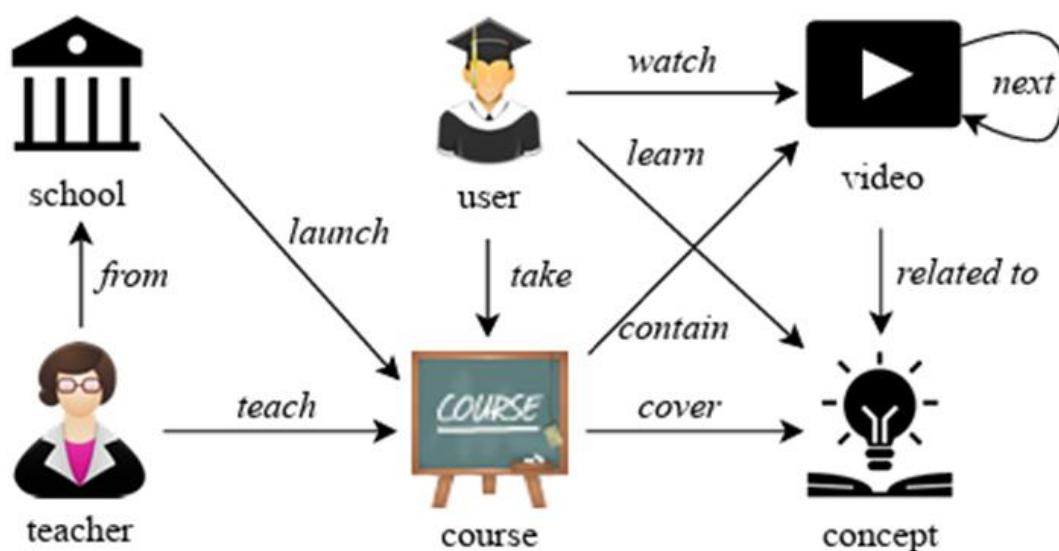 watch
next
learn
school
user
video
launch
from
take
related to
contain
teach
COURSE
cover
teacher
course
concept